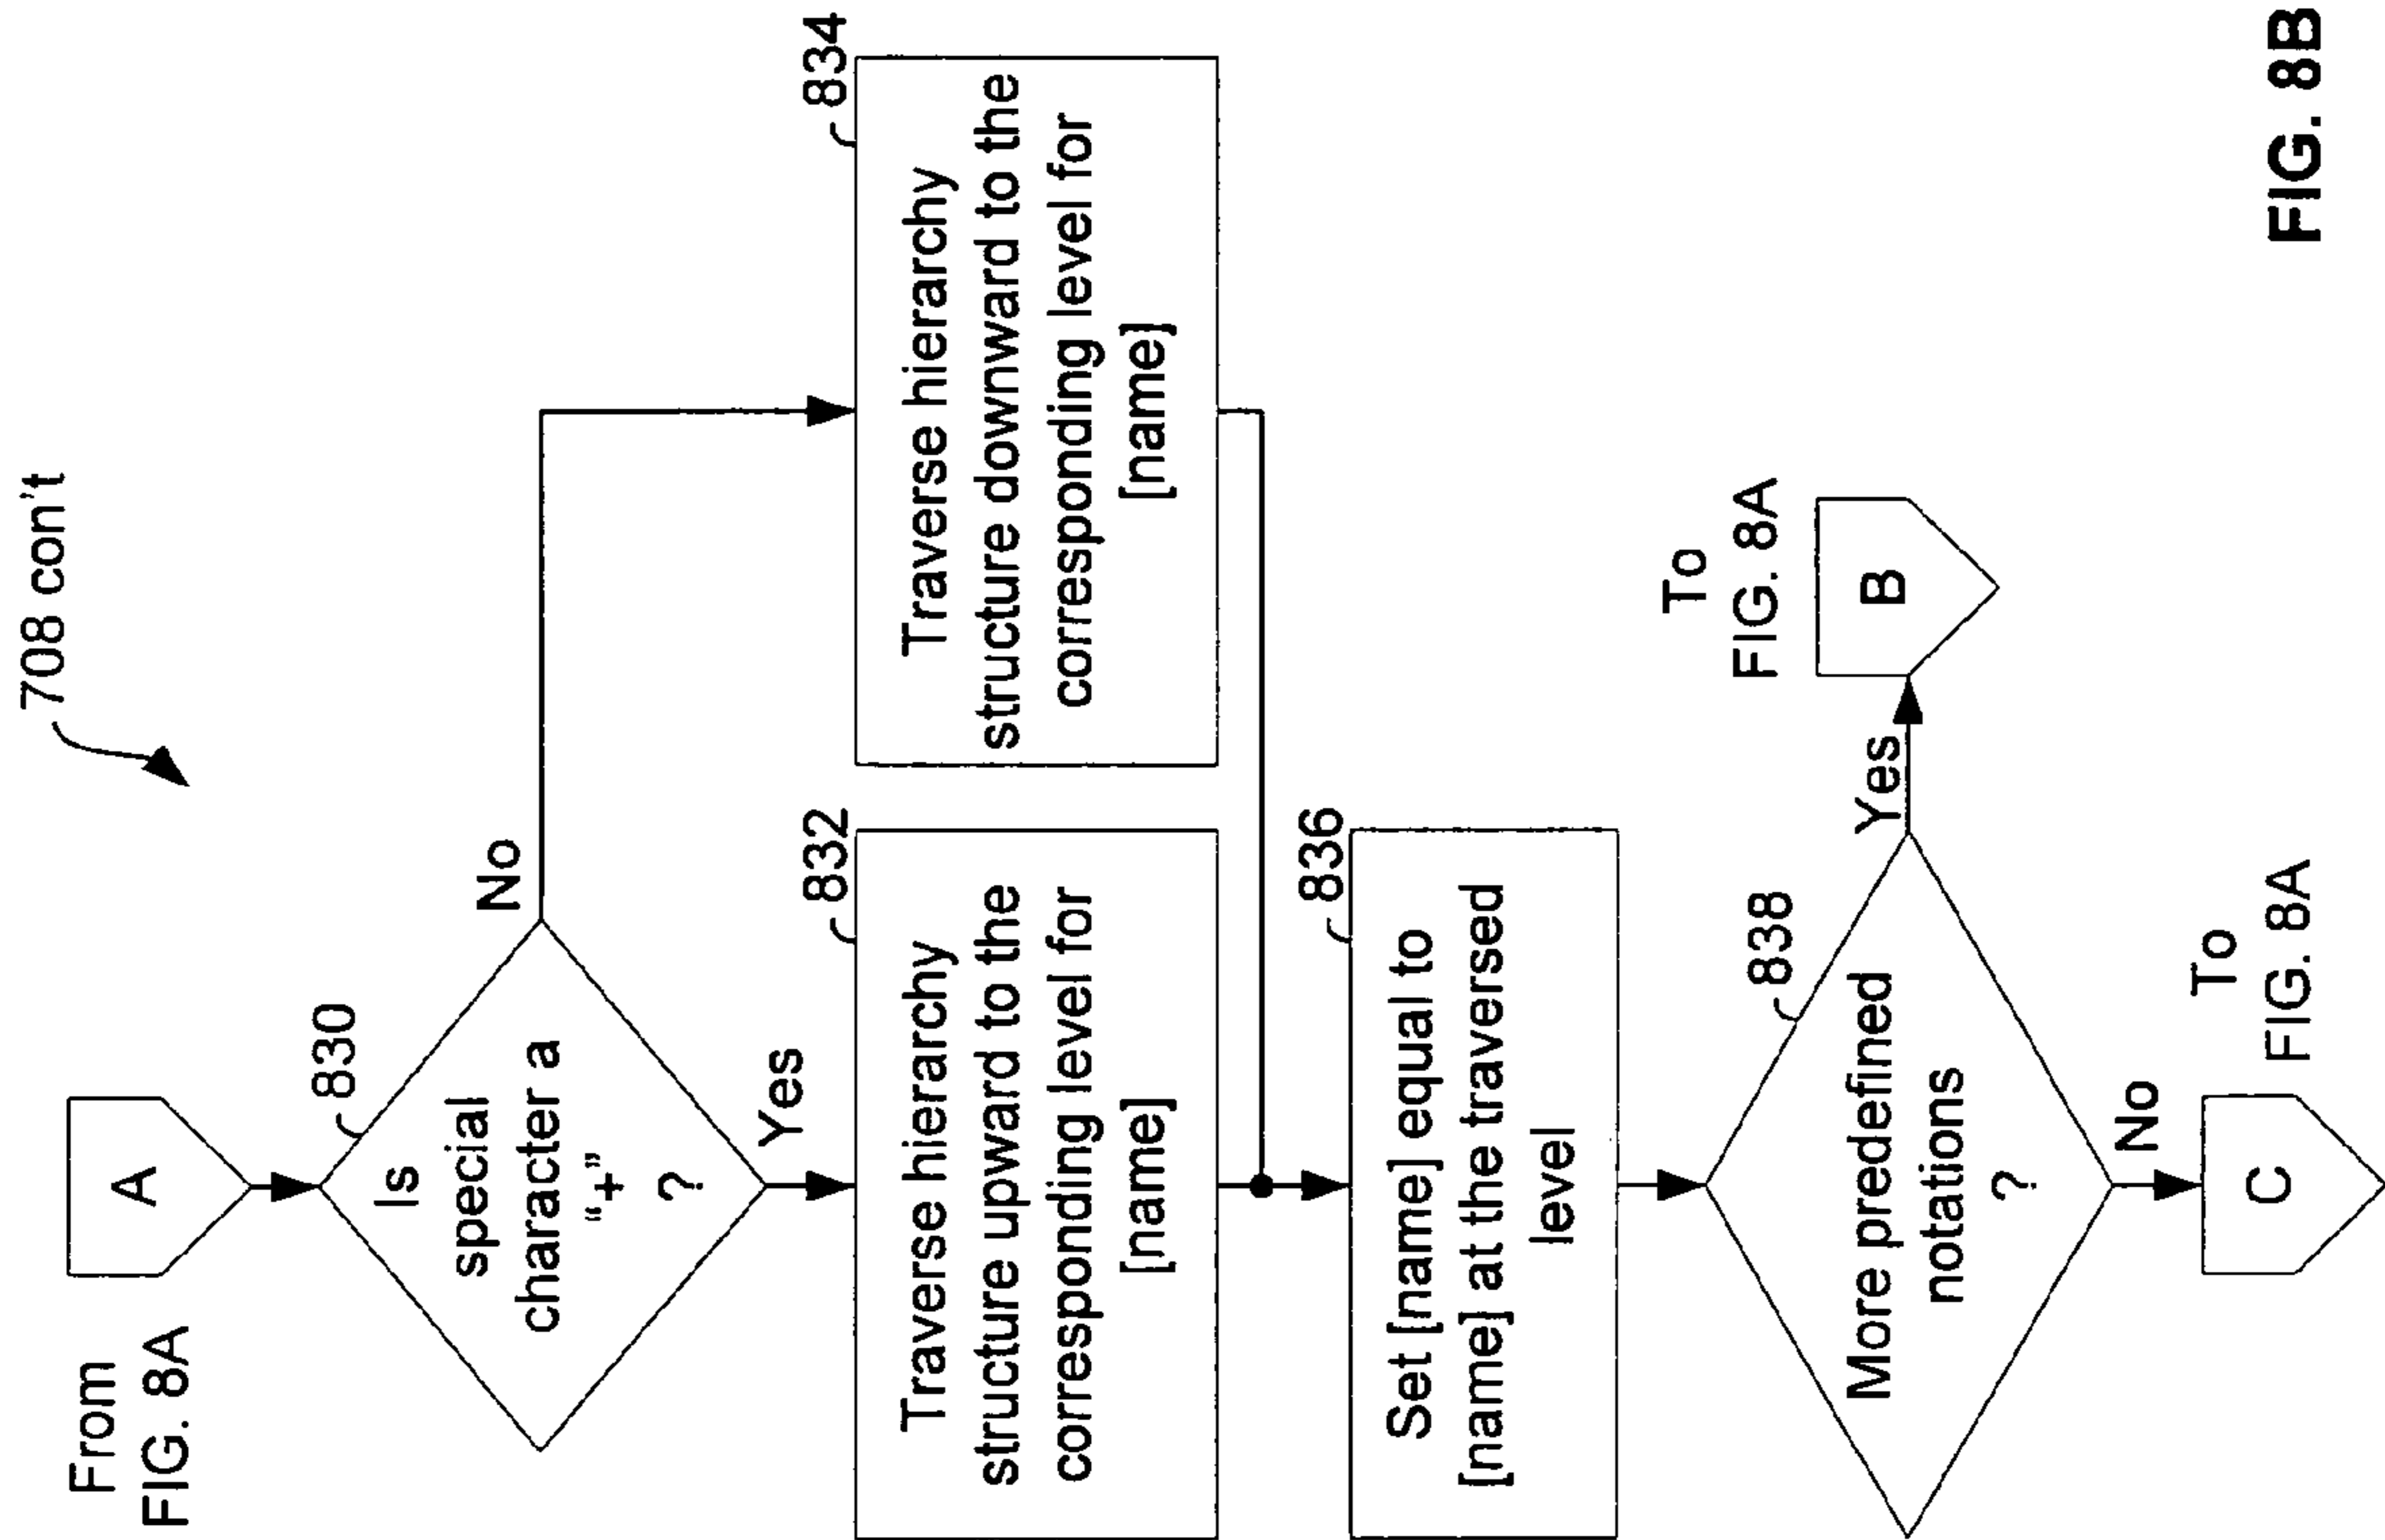 708 con't
From
FIG. 8A
A
830
Is
special
character a
“+”
?
No
Yes
832
Traverse hierarchy
structure upward to the
corresponding level for
[name]
834
Traverse hierarchy
structure downward to the
corresponding level for
[name]
836
Set [name] equal to
[name] at the traversed
level
838
More predefined
notations
?
Yes
To
FIG. 8A
B
No
To
FIG. 8A
C
FIG. 8B